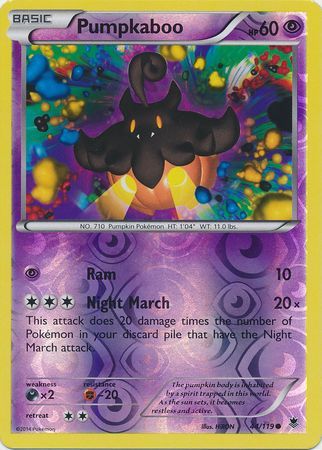 BASIC
Pumpkaboo
HP60
NO. 710 Pumpkin Pokémon HT: 1'04" WT: 11.0 lbs.
Ram 10
Night March 20×
This attack does 20 damage times the number of
Pokémon in your discard pile that have the Night
March attack.
weakness
×2
resistance
-20
retreat
The pumpkin body is inhabited
by a spirit trapped in this world.
As the sun sets, it becomes
restless and active.
©2014 Pokémon
Illus. HiRON
44/119